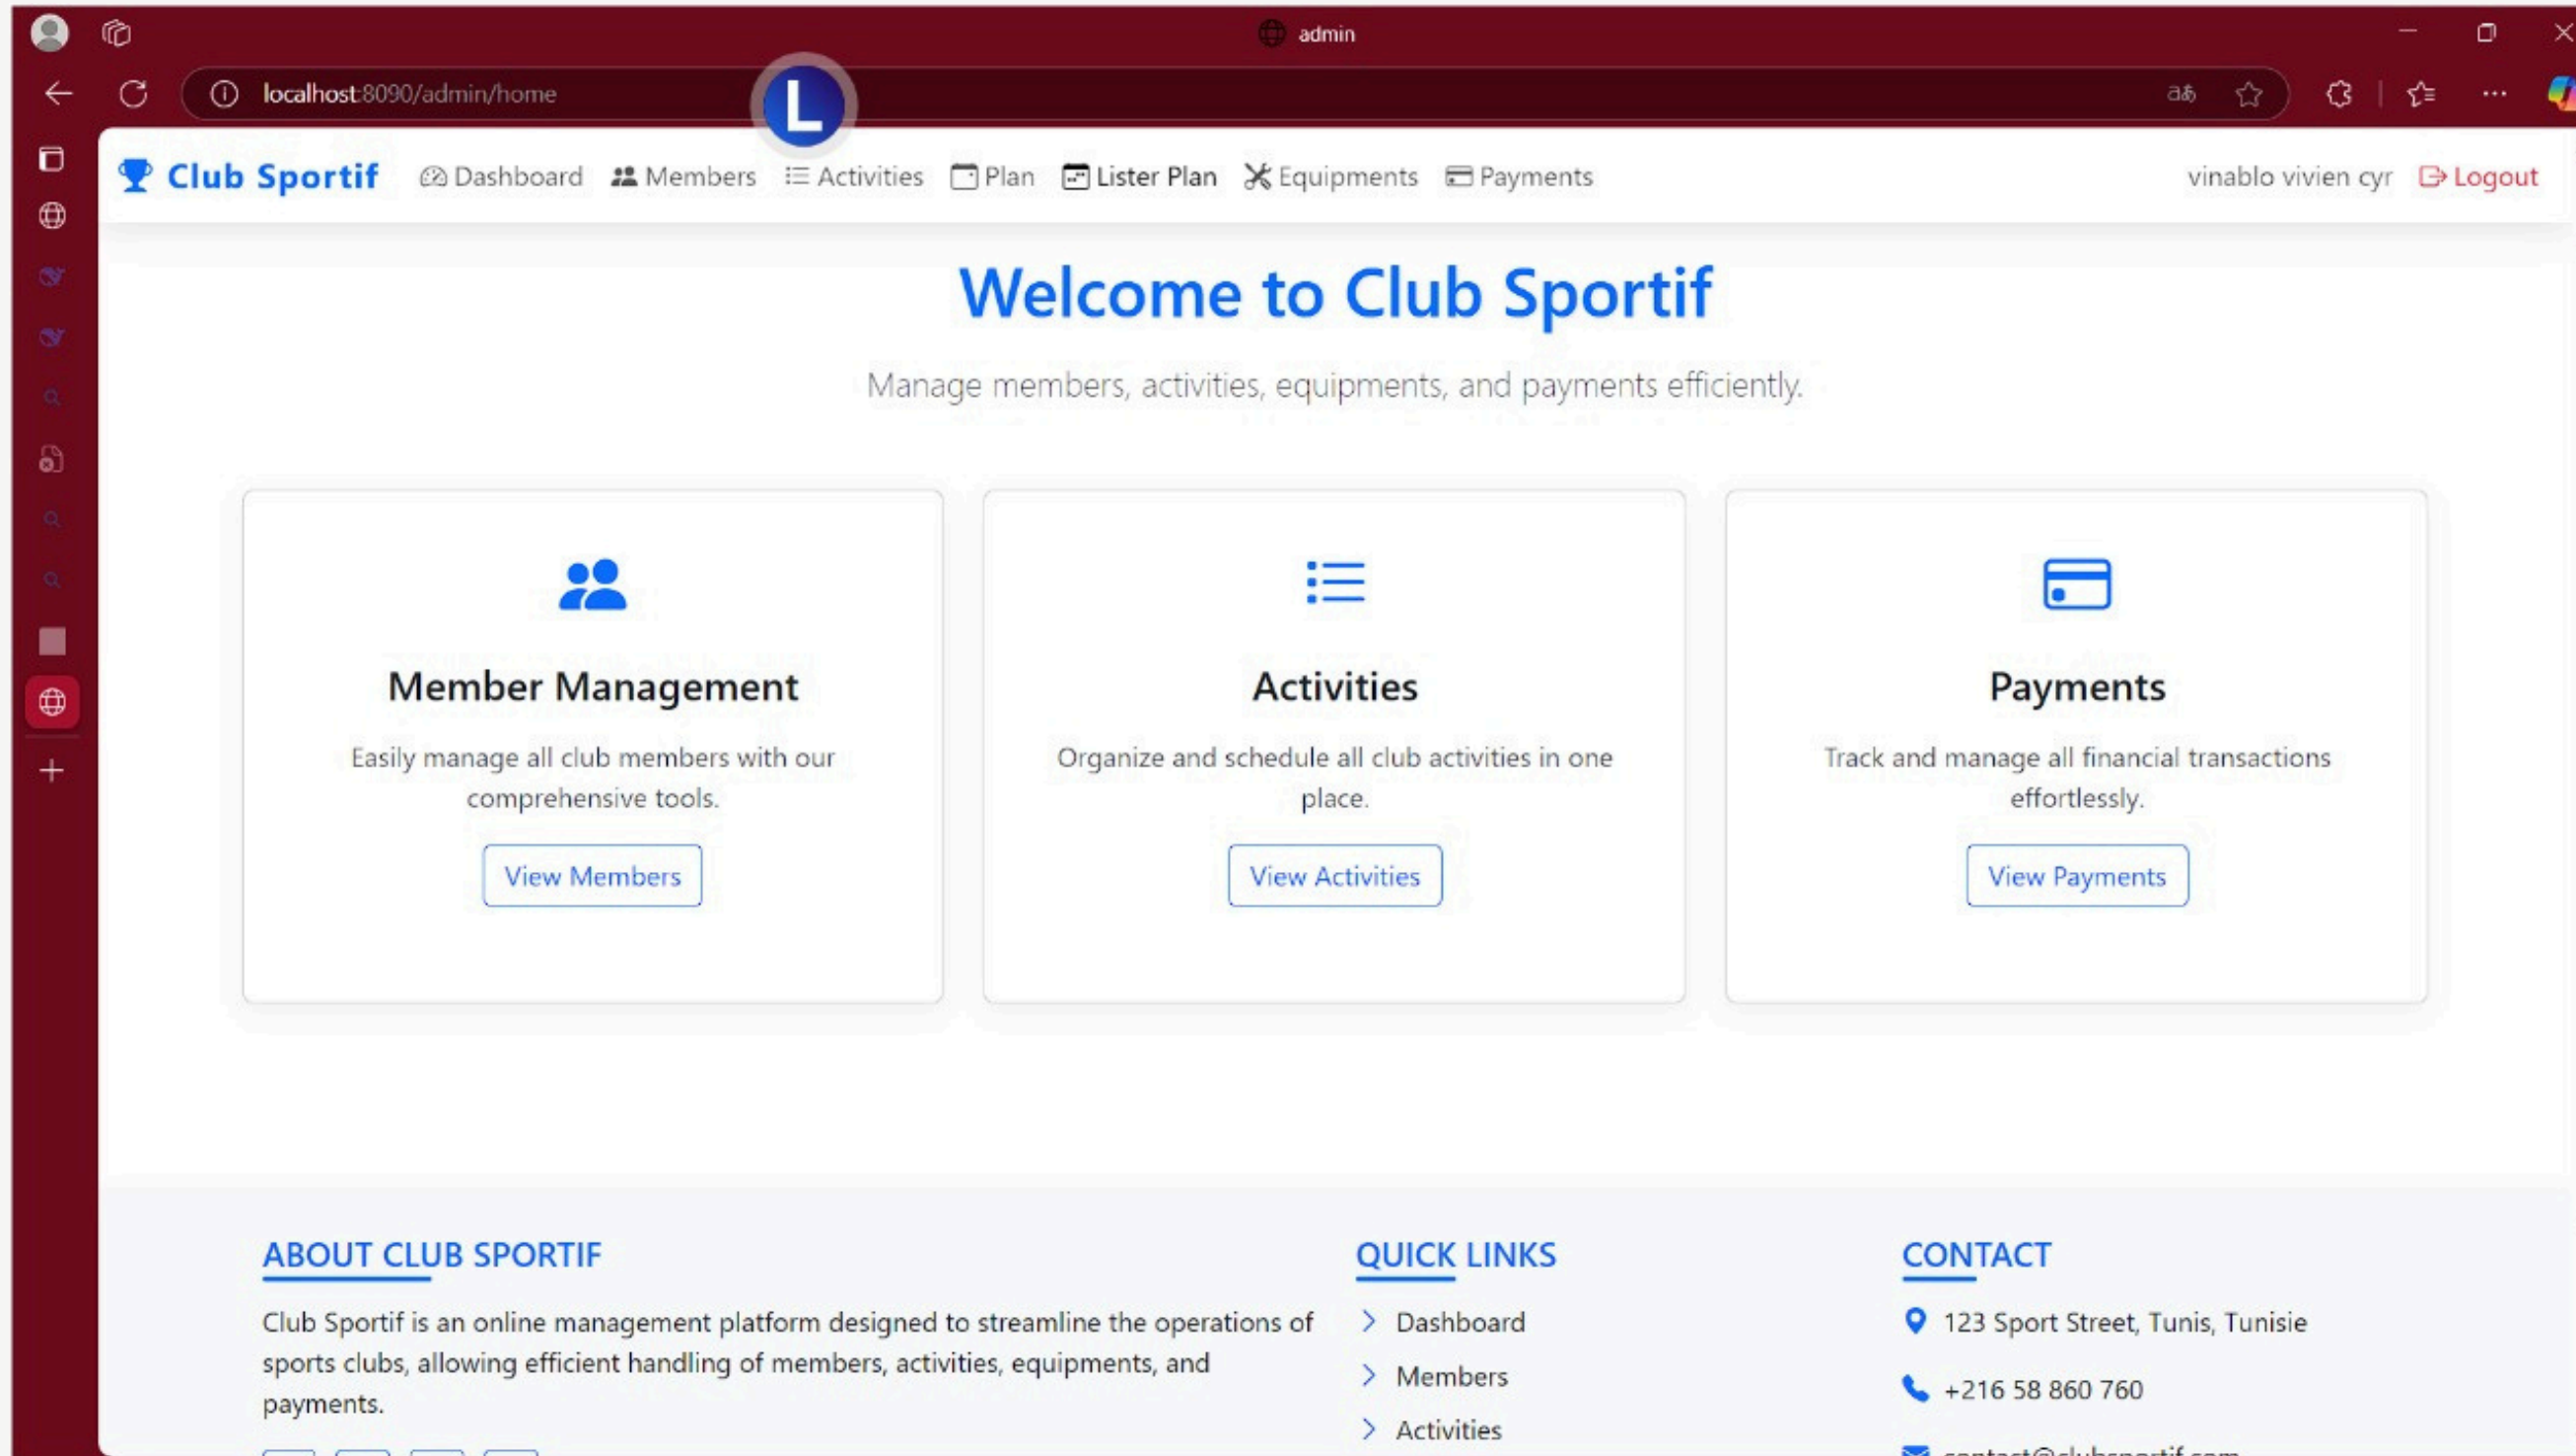 admin
localhost:8090/admin/home
L
Club Sportif Dashboard Members Activities Plan Lister Plan Equipments Payments vinablo vivien cyr Logout
Welcome to Club Sportif
Manage members, activities, equipments, and payments efficiently.
Member Management
Easily manage all club members with our
comprehensive tools.
View Members
Activities
Organize and schedule all club activities in one
place.
View Activities
Payments
Track and manage all financial transactions
effortlessly.
View Payments
ABOUT CLUB SPORTIF
Club Sportif is an online management platform designed to streamline the operations of
sports clubs, allowing efficient handling of members, activities, equipments, and
payments.
QUICK LINKS
Dashboard
Members
Activities
CONTACT
123 Sport Street, Tunis, Tunisie
+216 58 860 760